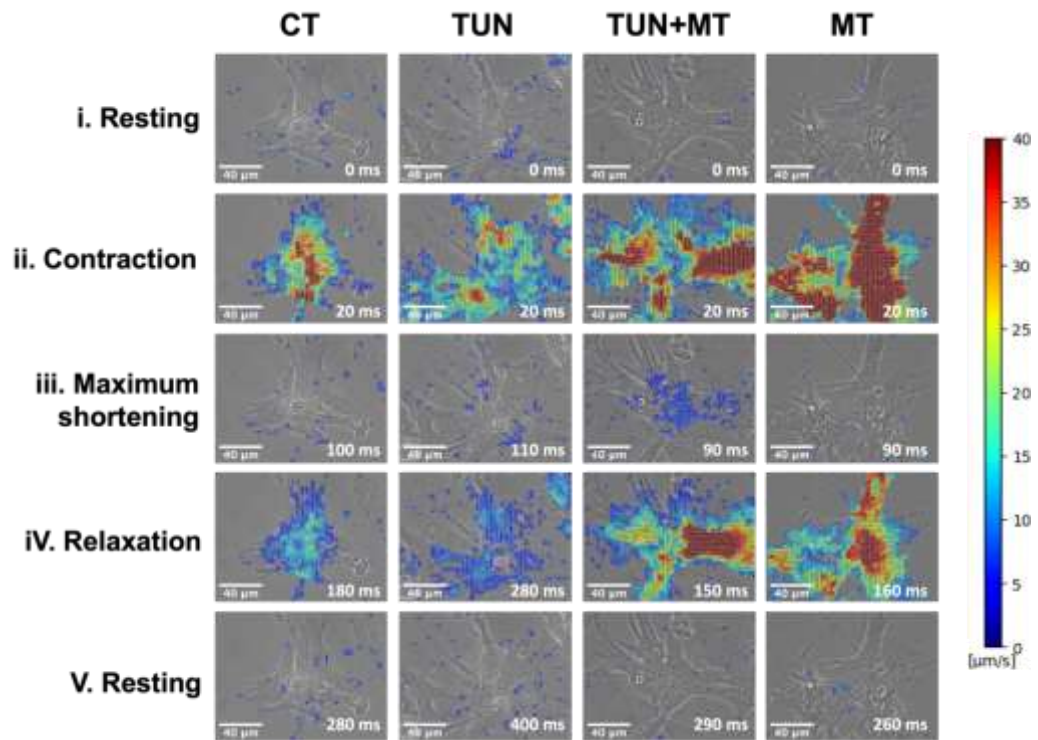 CT TUN TUN+MT MT
i. Resting
40 µm 0 ms 40 µm 0 ms 40 µm 0 ms 40 µm 0 ms
ii. Contraction
40 µm 20 ms 40 µm 20 ms 40 µm 20 ms 40 µm 20 ms
iii. Maximum
shortening
40 µm 100 ms 40 µm 110 ms 40 µm 90 ms 40 µm 90 ms
iV. Relaxation
40 µm 180 ms 40 µm 280 ms 40 µm 150 ms 40 µm 160 ms
V. Resting
40 µm 280 ms 40 µm 400 ms 40 µm 290 ms 40 µm 260 ms
40
35
30
25
20
15
10
5
0
[µm/s]